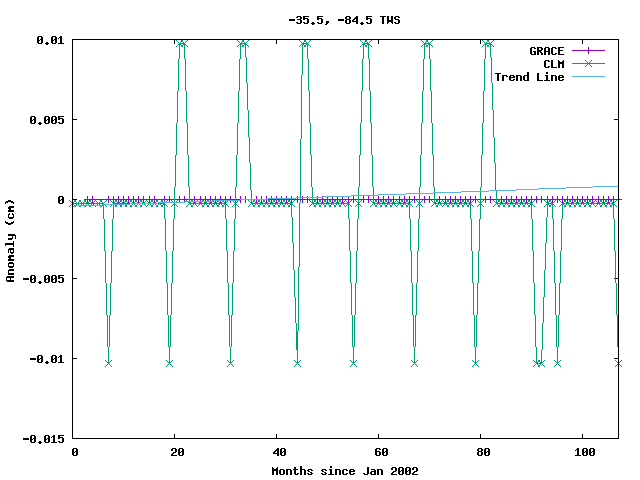 -35.5, -84.5 TWS
0.01
GRACE
CLM
Trend Line
0.005
0
Anomaly (cm)
-0.005
-0.01
-0.015
0 20 40 60 80 100
Months since Jan 2002